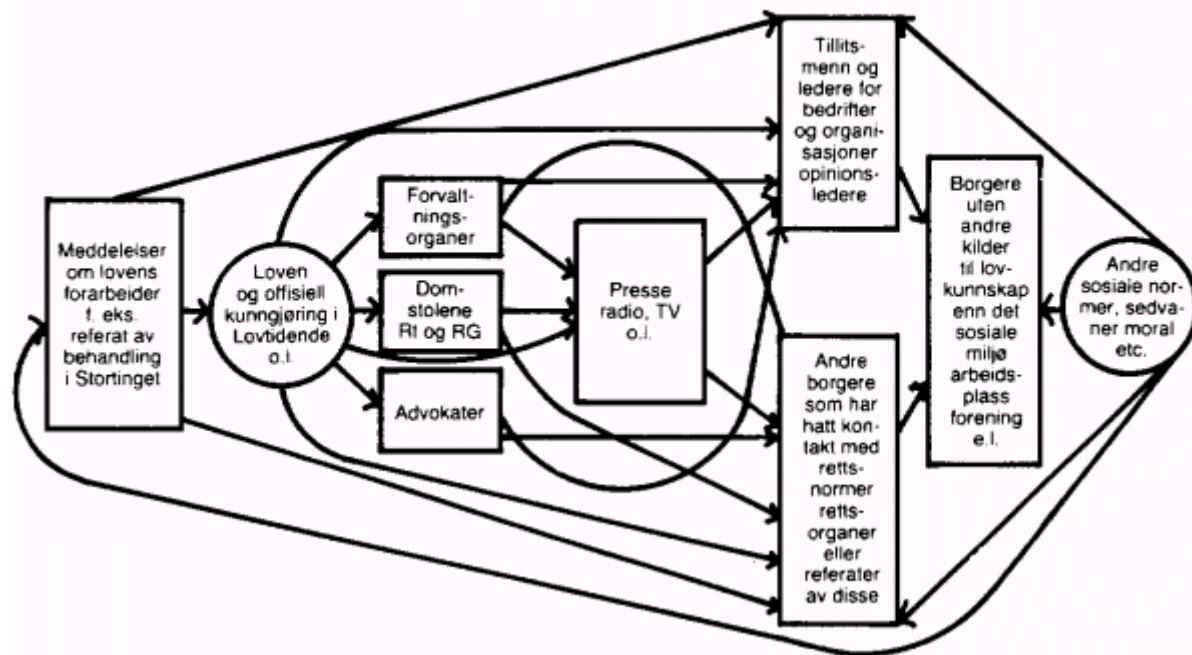 Meddelelser
om lovens
forarbeider
f. eks.
referat av
behandling
i Stortinget
Loven
og offisiell
kunngjøring i
Lovtidende
o.l.
Forvalt-
nings-
organer
Dom-
stolene
Rt og RG
Advokater
Presse
radio, TV
o.l.
Tillits-
menn og
ledere for
bedrifter
og organi-
sasjoner
opinions-
ledere
Andre
borgere
som har
hatt kon-
takt med
retts-
normer
retts-
organer
eller
referater
av disse
Borgere
uten
andre
kilder
til lov-
kunnskap
enn det
sosiale
miljø
arbeids-
plass
forening
e.l.
Andre
sosiale nor-
mer, sedva-
ner moral
etc.